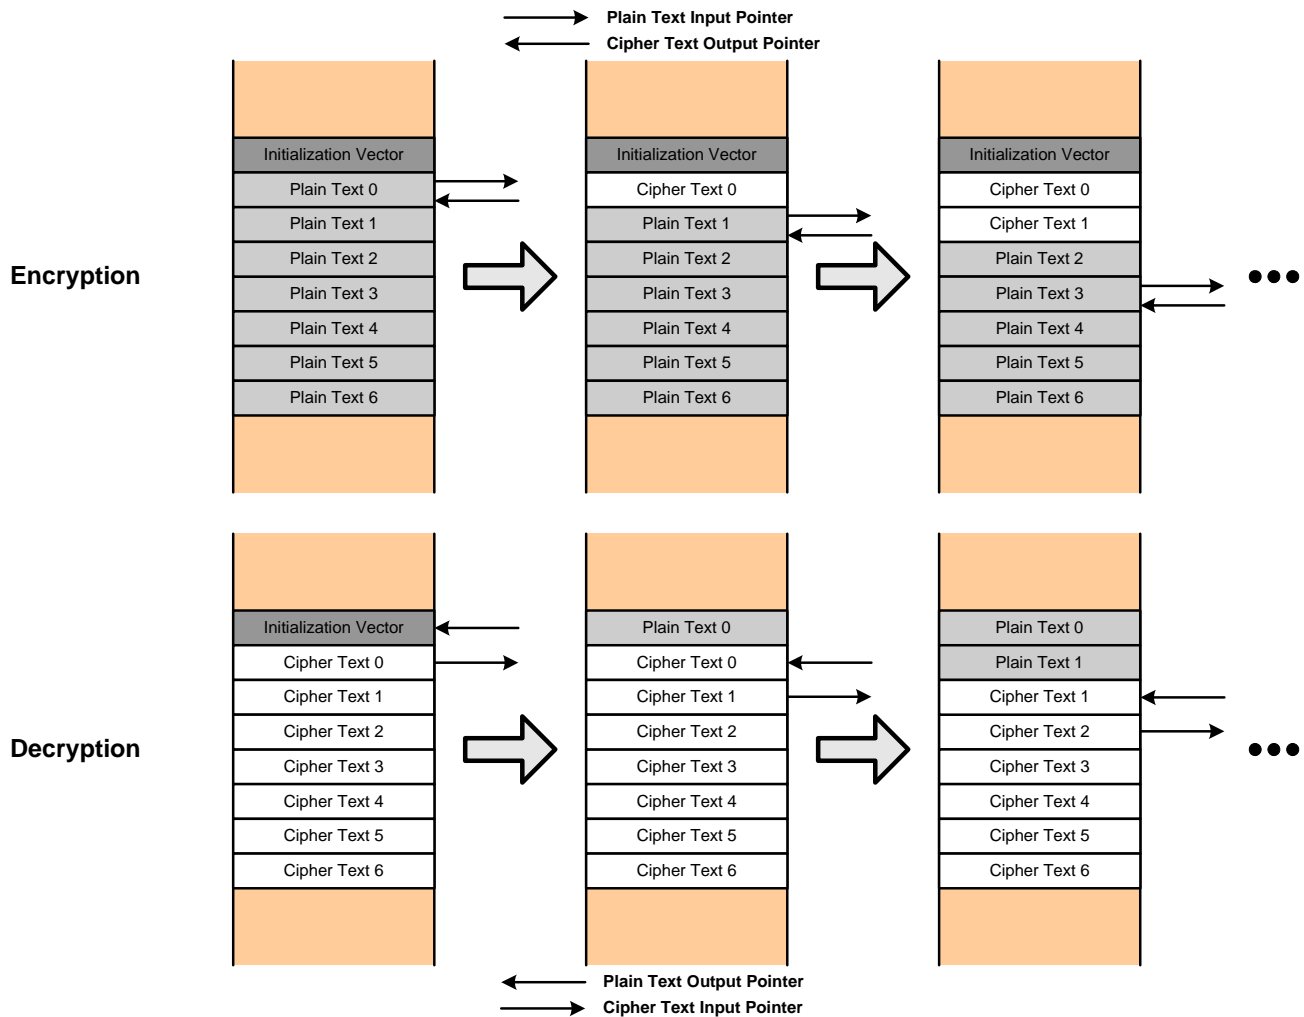 Plain Text Input Pointer
Cipher Text Output Pointer
Encryption
Initialization Vector
Plain Text 0
Plain Text 1
Plain Text 2
Plain Text 3
Plain Text 4
Plain Text 5
Plain Text 6
Initialization Vector
Cipher Text 0
Plain Text 1
Plain Text 2
Plain Text 3
Plain Text 4
Plain Text 5
Plain Text 6
Initialization Vector
Cipher Text 0
Cipher Text 1
Plain Text 2
Plain Text 3
Plain Text 4
Plain Text 5
Plain Text 6
Decryption
Initialization Vector
Cipher Text 0
Cipher Text 1
Cipher Text 2
Cipher Text 3
Cipher Text 4
Cipher Text 5
Cipher Text 6
Plain Text 0
Cipher Text 0
Cipher Text 1
Cipher Text 2
Cipher Text 3
Cipher Text 4
Cipher Text 5
Cipher Text 6
Plain Text 0
Plain Text 1
Cipher Text 1
Cipher Text 2
Cipher Text 3
Cipher Text 4
Cipher Text 5
Cipher Text 6
Plain Text Output Pointer
Cipher Text Input Pointer